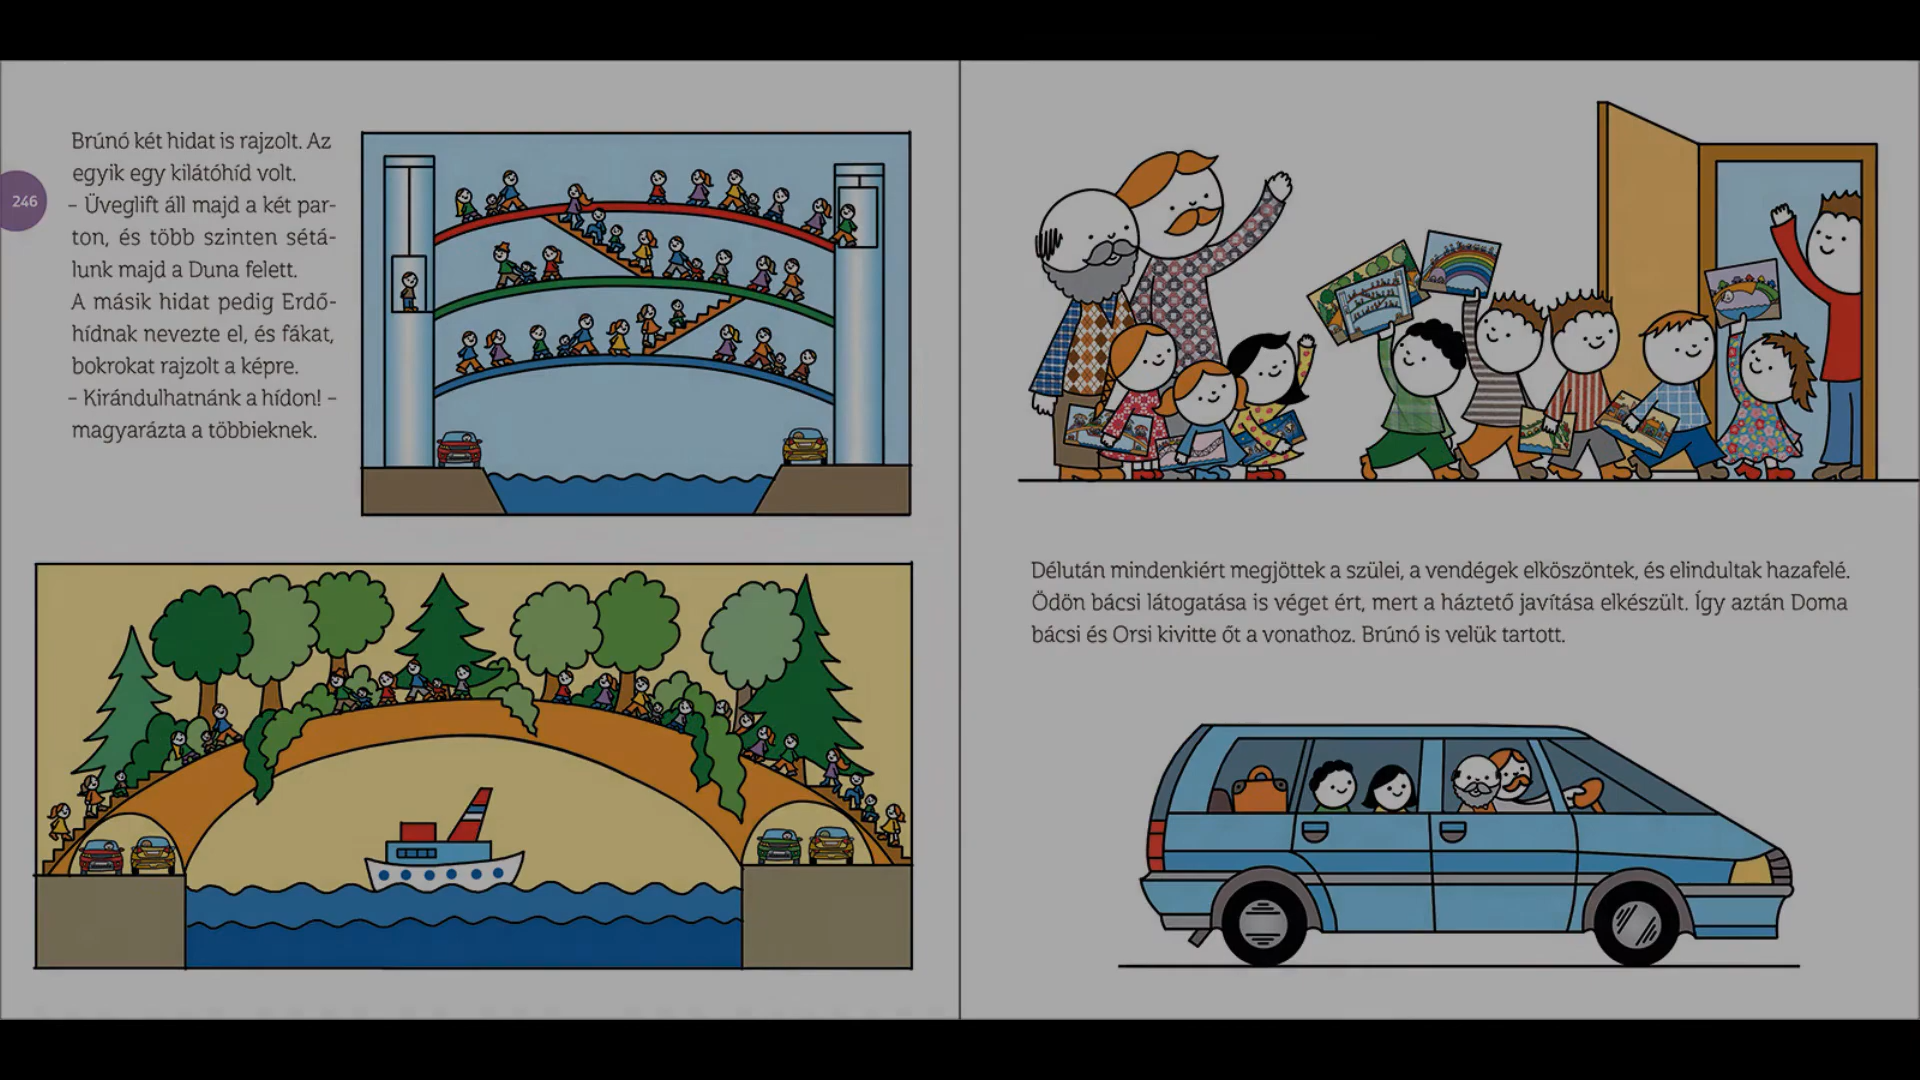 246
Brúnó két hidat is rajzolt. Az
egyik egy kilátóhíd volt.
– Üveglift áll majd a két par-
ton, és több szinten sétá-
lunk majd a Duna felett.
A másik hidat pedig Erdő-
hídnak nevezte el, és fákat,
bokrokat rajzolt a képre.
– Kirándulhatnánk a hídon! –
magyarázta a többieknek.
Délután mindenkiért megjöttek a szülei, a vendégek elköszöntek, és elindultak hazafelé.
Ödön bácsi látogatása is véget ért, mert a háztető javítása elkészült. Így aztán Doma
bácsi és Orsi kivitte őt a vonathoz. Brúnó is velük tartott.